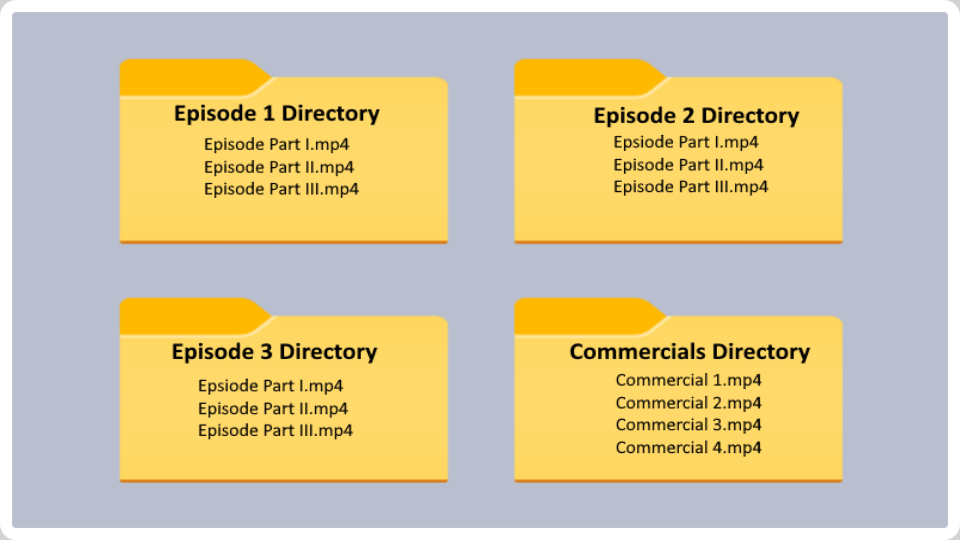 Episode 1 Directory
Episode Part I.mp4
Episode Part II.mp4
Episode Part III.mp4
Episode 2 Directory
Epsiode Part I.mp4
Episode Part II.mp4
Episode Part III.mp4
Episode 3 Directory
Epsiode Part I.mp4
Episode Part II.mp4
Episode Part III.mp4
Commercials Directory
Commercial 1.mp4
Commercial 2.mp4
Commercial 3.mp4
Commercial 4.mp4